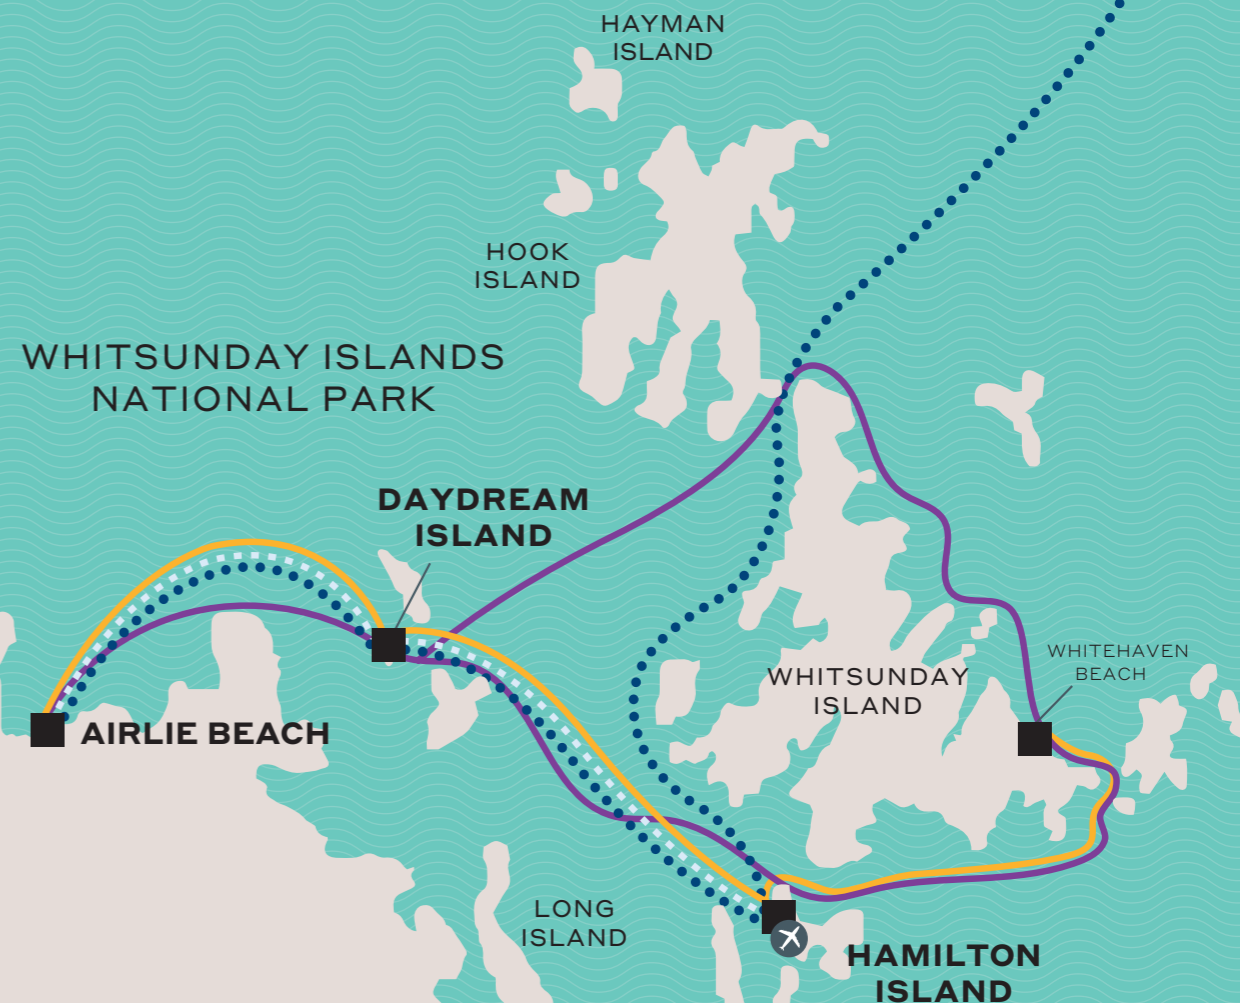 HAYMAN
ISLAND
HOOK
ISLAND
WHITSUNDAY ISLANDS
NATIONAL PARK
DAYDREAM
ISLAND
WHITEHAVEN
BEACH
WHITSUNDAY
ISLAND
AIRLIE BEACH
LONG
ISLAND
HAMILTON
ISLAND